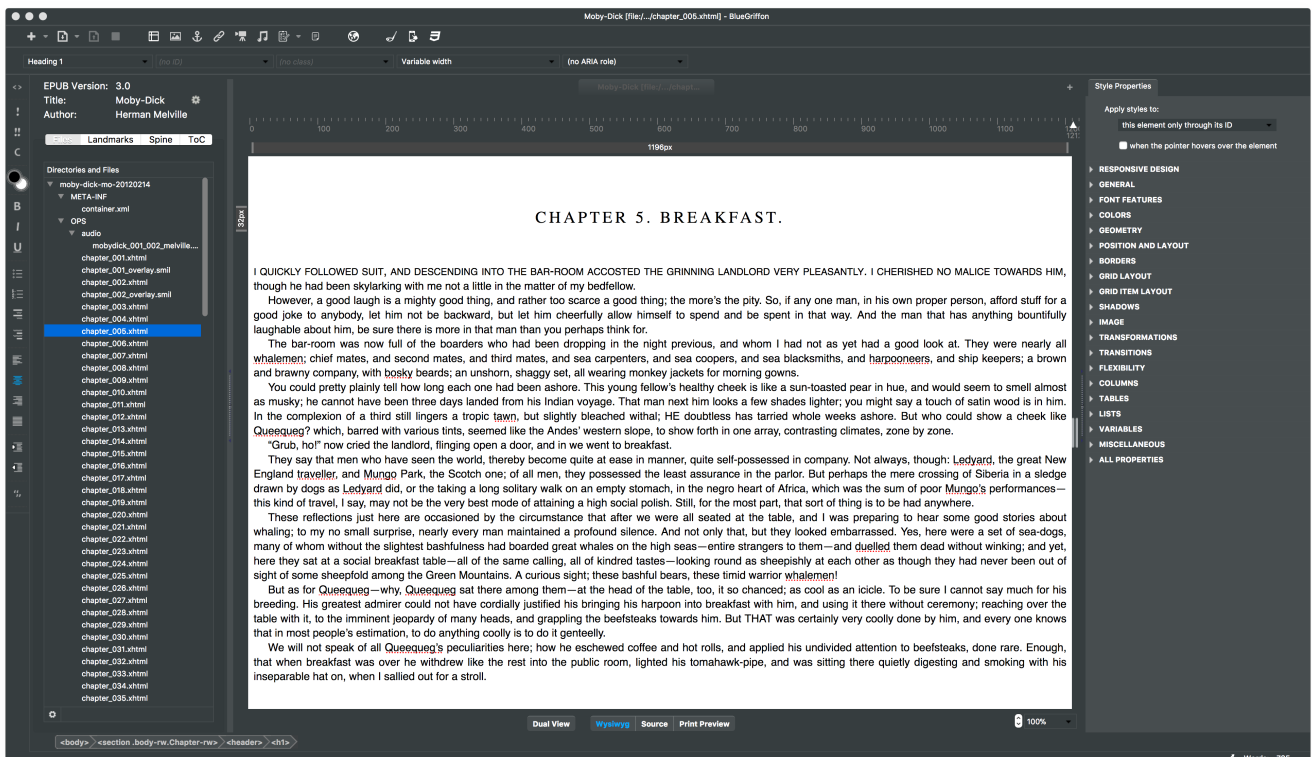 Moby-Dick [file:/.../chapter_005.xhtml] - BlueGriffon
Heading 1
(no ID)
(no class)
Variable width
(no ARIA role)
EPUB Version: 3.0
Title: Moby-Dick
Author: Herman Melville
Files
Landmarks
Spine
ToC
Directories and Files
moby-dick-mo-20120214
META-INF
container.xml
OPS
audio
mobydick_001_002_melville....
chapter_001.xhtml
chapter_001_overlay.smil
chapter_002.xhtml
chapter_002_overlay.smil
chapter_003.xhtml
chapter_004.xhtml
chapter_005.xhtml
chapter_006.xhtml
chapter_007.xhtml
chapter_008.xhtml
chapter_009.xhtml
chapter_010.xhtml
chapter_011.xhtml
chapter_012.xhtml
chapter_013.xhtml
chapter_014.xhtml
chapter_015.xhtml
chapter_016.xhtml
chapter_017.xhtml
chapter_018.xhtml
chapter_019.xhtml
chapter_020.xhtml
chapter_021.xhtml
chapter_022.xhtml
chapter_023.xhtml
chapter_024.xhtml
chapter_025.xhtml
chapter_026.xhtml
chapter_027.xhtml
chapter_028.xhtml
chapter_029.xhtml
chapter_030.xhtml
chapter_031.xhtml
chapter_032.xhtml
chapter_033.xhtml
chapter_034.xhtml
chapter_035.xhtml
Moby-Dick [file:/.../chapt...
0 100 200 300 400 500 600 700 800 900 1000 1100
1196px
32px
CHAPTER 5. BREAKFAST.
I QUICKLY FOLLOWED SUIT, AND DESCENDING INTO THE BAR-ROOM ACCOSTED THE GRINNING LANDLORD VERY PLEASANTLY. I CHERISHED NO MALICE TOWARDS HIM,
though he had been skylarking with me not a little in the matter of my bedfellow.
However, a good laugh is a mighty good thing, and rather too scarce a good thing; the more's the pity. So, if any one man, in his own proper person, afford stuff for a
good joke to anybody, let him not be backward, but let him cheerfully allow himself to spend and be spent in that way. And the man that has anything bountifully
laughable about him, be sure there is more in that man than you perhaps think for.
The bar-room was now full of the boarders who had been dropping in the night previous, and whom I had not as yet had a good look at. They were nearly all
whalemen; chief mates, and second mates, and third mates, and sea carpenters, and sea coopers, and sea blacksmiths, and harpooneers, and ship keepers; a brown
and brawny company, with bosky beards; an unshorn, shaggy set, all wearing monkey jackets for morning gowns.
You could pretty plainly tell how long each one had been ashore. This young fellow's healthy cheek is like a sun-toasted pear in hue, and would seem to smell almost
as musky; he cannot have been three days landed from his Indian voyage. That man next him looks a few shades lighter; you might say a touch of satin wood is in him.
In the complexion of a third still lingers a tropic tawn, but slightly bleached withal; HE doubtless has tarried whole weeks ashore. But who could show a cheek like
Queequeg? which, barred with various tints, seemed like the Andes' western slope, to show forth in one array, contrasting climates, zone by zone.
“Grub, ho!” now cried the landlord, flinging open a door, and in we went to breakfast.
They say that men who have seen the world, thereby become quite at ease in manner, quite self-possessed in company. Not always, though: Ledyard, the great New
England traveller, and Mungo Park, the Scotch one; of all men, they possessed the least assurance in the parlor. But perhaps the mere crossing of Siberia in a sledge
drawn by dogs as Ledyard did, or the taking a long solitary walk on an empty stomach, in the negro heart of Africa, which was the sum of poor Mungo's performances—
this kind of travel, I say, may not be the very best mode of attaining a high social polish. Still, for the most part, that sort of thing is to be had anywhere.
These reflections just here are occasioned by the circumstance that after we were all seated at the table, and I was preparing to hear some good stories about
whaling; to my no small surprise, nearly every man maintained a profound silence. And not only that, but they looked embarrassed. Yes, here were a set of sea-dogs,
many of whom without the slightest bashfulness had boarded great whales on the high seas—entire strangers to them—and duelled them dead without winking; and yet,
here they sat at a social breakfast table—all of the same calling, all of kindred tastes—looking round as sheepishly at each other as though they had never been out of
sight of some sheepfold among the Green Mountains. A curious sight; these bashful bears, these timid warrior whalemen!
But as for Queequeg—why, Queequeg sat there among them—at the head of the table, too, it so chanced; as cool as an icicle. To be sure I cannot say much for his
breeding. His greatest admirer could not have cordially justified his bringing his harpoon into breakfast with him, and using it there without ceremony; reaching over the
table with it, to the imminent jeopardy of many heads, and grappling the beefsteaks towards him. But THAT was certainly very coolly done by him, and every one knows
that in most people's estimation, to do anything coolly is to do it genteelly.
We will not speak of all Queequeg's peculiarities here; how he eschewed coffee and hot rolls, and applied his undivided attention to beefsteaks, done rare. Enough,
that when breakfast was over he withdrew like the rest into the public room, lighted his tomahawk-pipe, and was sitting there quietly digesting and smoking with his
inseparable hat on, when I sallied out for a stroll.
Dual View
Wysiwyg
Source
Print Preview
100%
<body> <section .body-rw.Chapter-rw> <header> <h1>
Style Properties
Apply styles to:
this element only through its ID
when the pointer hovers over the element
RESPONSIVE DESIGN
GENERAL
FONT FEATURES
COLORS
GEOMETRY
POSITION AND LAYOUT
BORDERS
GRID LAYOUT
GRID ITEM LAYOUT
SHADOWS
IMAGE
TRANSFORMATIONS
TRANSITIONS
FLEXIBILITY
COLUMNS
TABLES
LISTS
VARIABLES
MISCELLANEOUS
ALL PROPERTIES